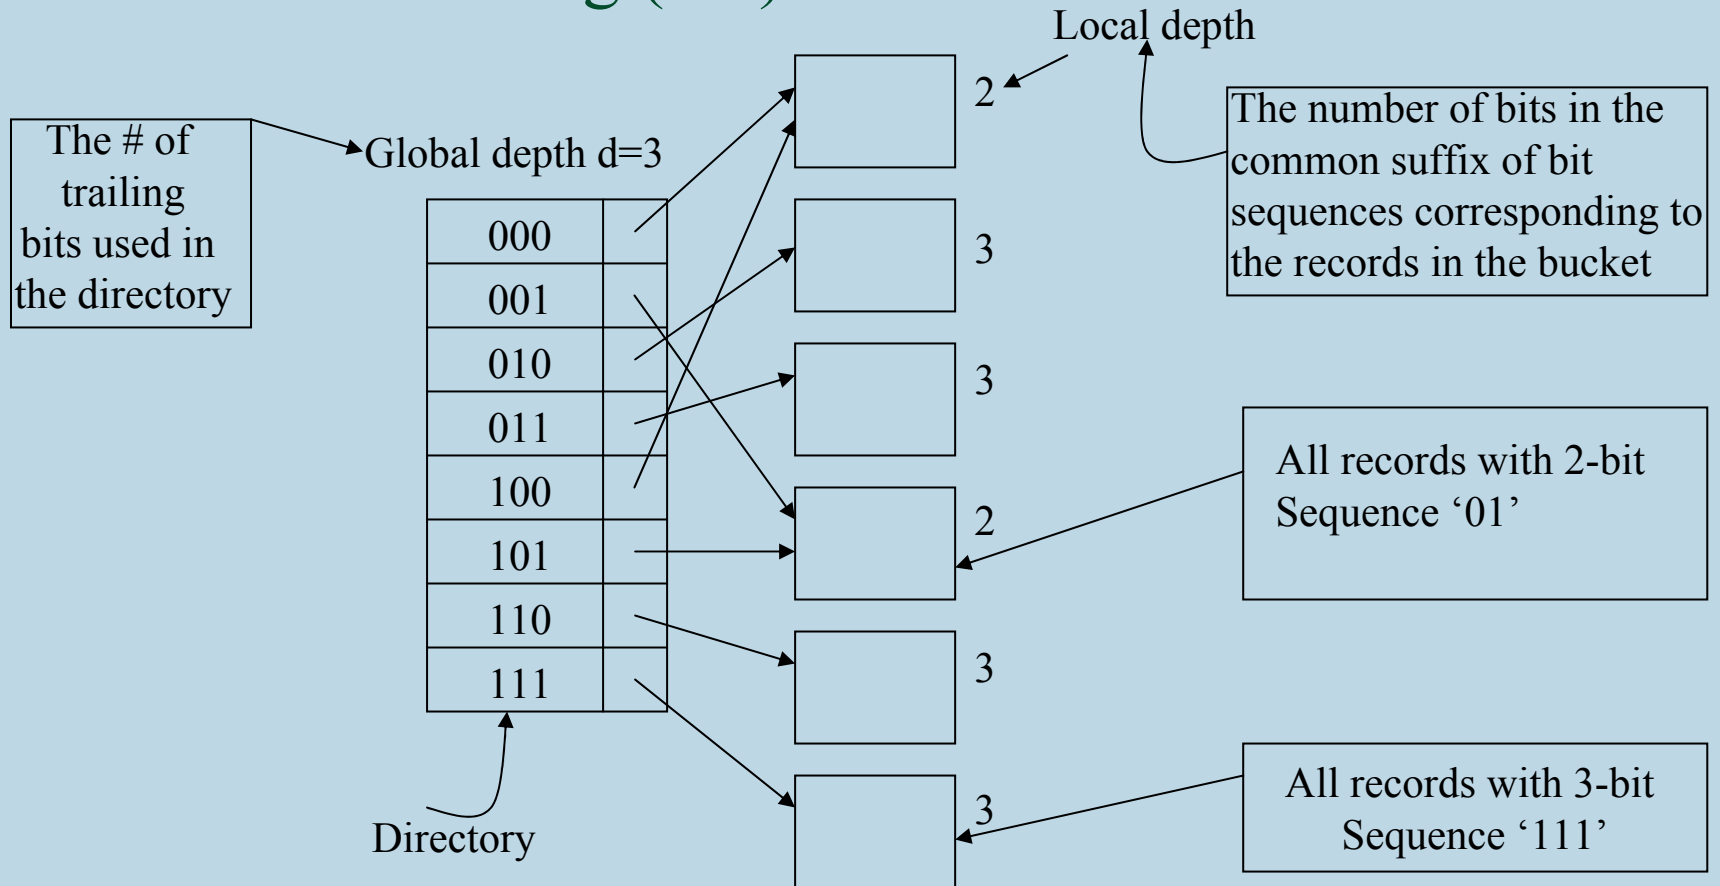 Local depth
2
The # of
trailing
bits used in
the directory
Global depth d=3
The number of bits in the
common suffix of bit
sequences corresponding to
the records in the bucket
000
001
010
011
100
101
110
111
3
3
2
3
3
All records with 2-bit
Sequence ‘01’
All records with 3-bit
Sequence ‘111’
Directory